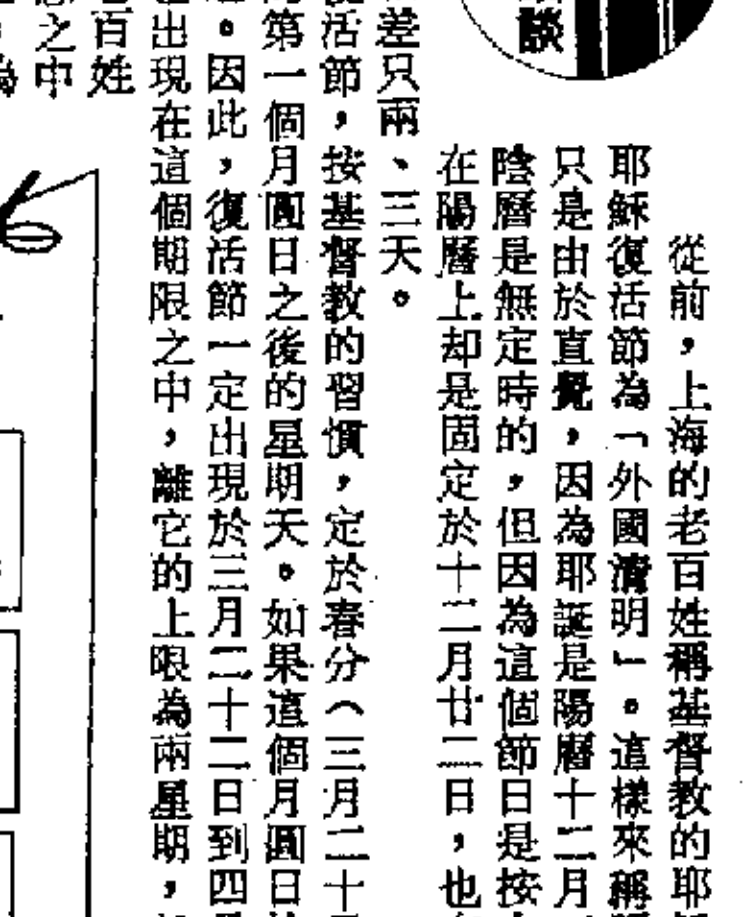 談
從前，上海的老百姓稱基督教的耶
耶穌復活節為「外國清明」。這樣來稱
只是由於直覺，因為耶誕是陽曆十二月
陰曆是無定時的，但因為這個節日是按
在陽曆上却是固定於十二月廿二日，也
差只兩、三天。
活節，按基督教的習慣，定於春分（三月二十
第一個月圓日之後的星期天。如果這個月圓日
。因此，復活節一定出現於三月二十二日到四
出現在這個期限之中，離它的上限為兩星期，
百姓
之中